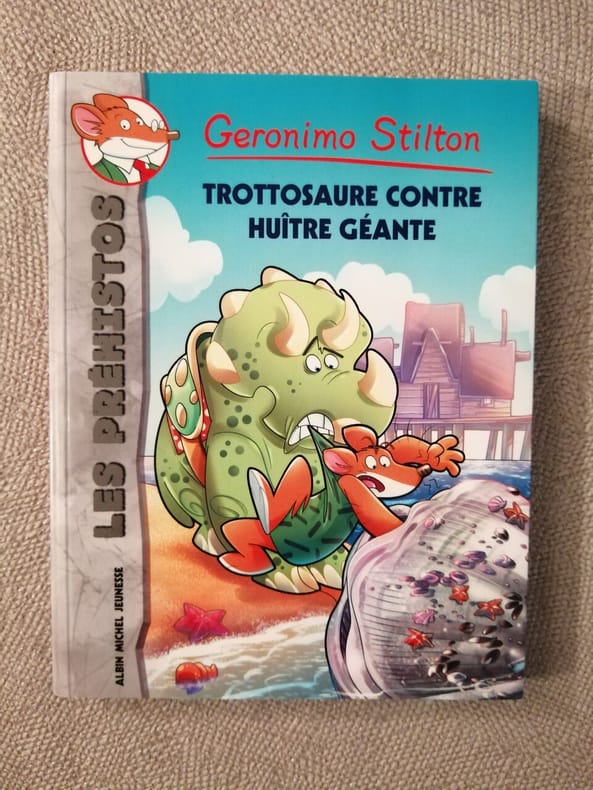 Geronimo Stilton
TROTTOSAURE CONTRE
HUÎTRE GÉANTE
LES PRÉHISTOS
ALBIN MICHEL JEUNESSE